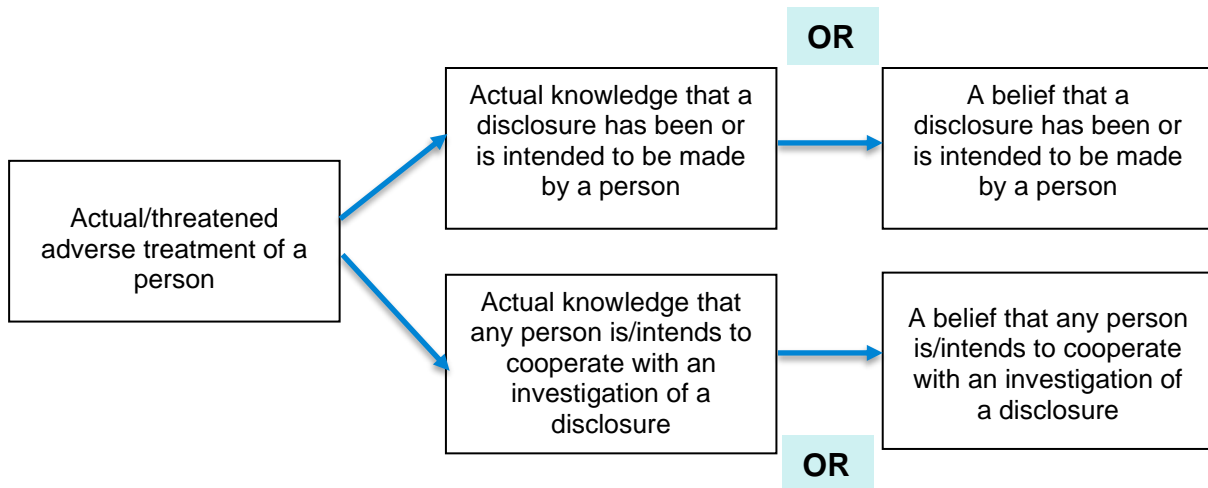 OR
Actual knowledge that a
disclosure has been or
is intended to be made
by a person
A belief that a
disclosure has been or
is intended to be made
by a person
Actual/threatened
adverse treatment of a
person
Actual knowledge that
any person is/intends to
cooperate with an
investigation of a
disclosure
A belief that any person
is/intends to cooperate
with an investigation of
a disclosure
OR